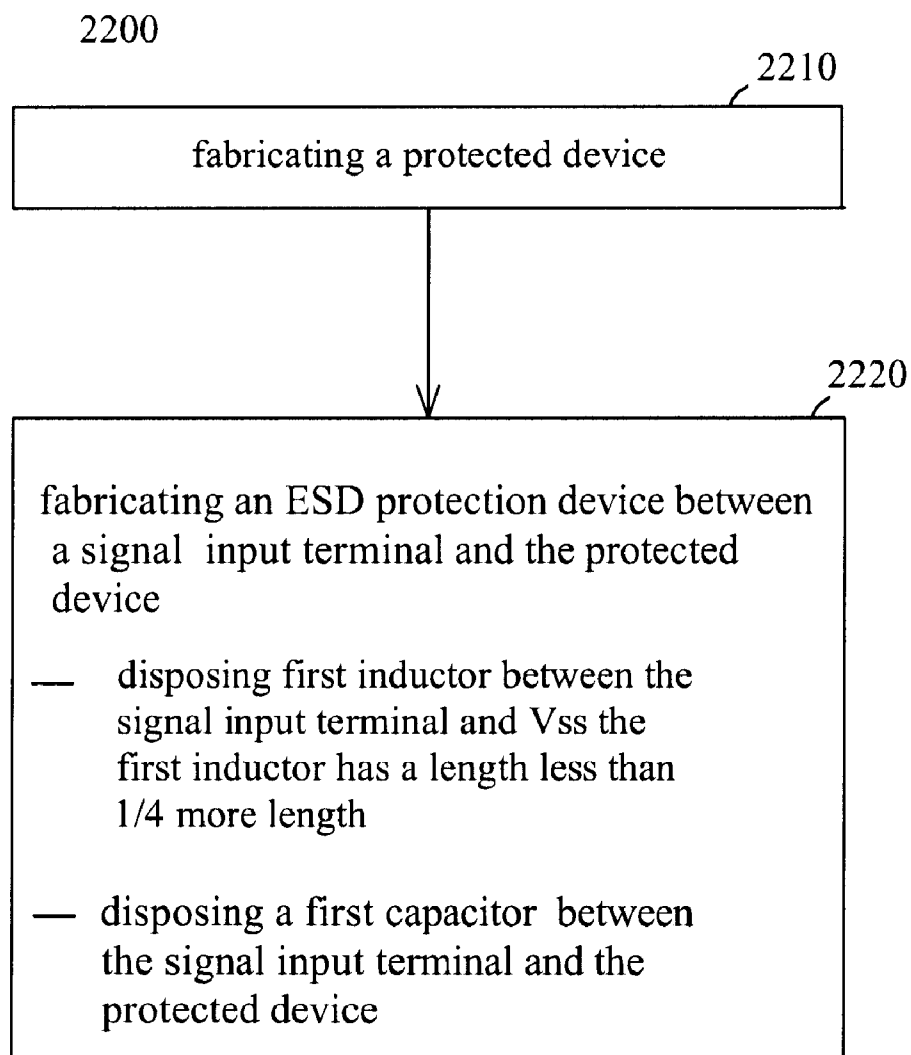 2200
2210
fabricating a protected device
2220
fabricating an ESD protection device between
a signal input terminal and the protected
device
— disposing first inductor between the
signal input terminal and Vss the
first inductor has a length less than
1/4 more length
— disposing a first capacitor between
the signal input terminal and the
protected device